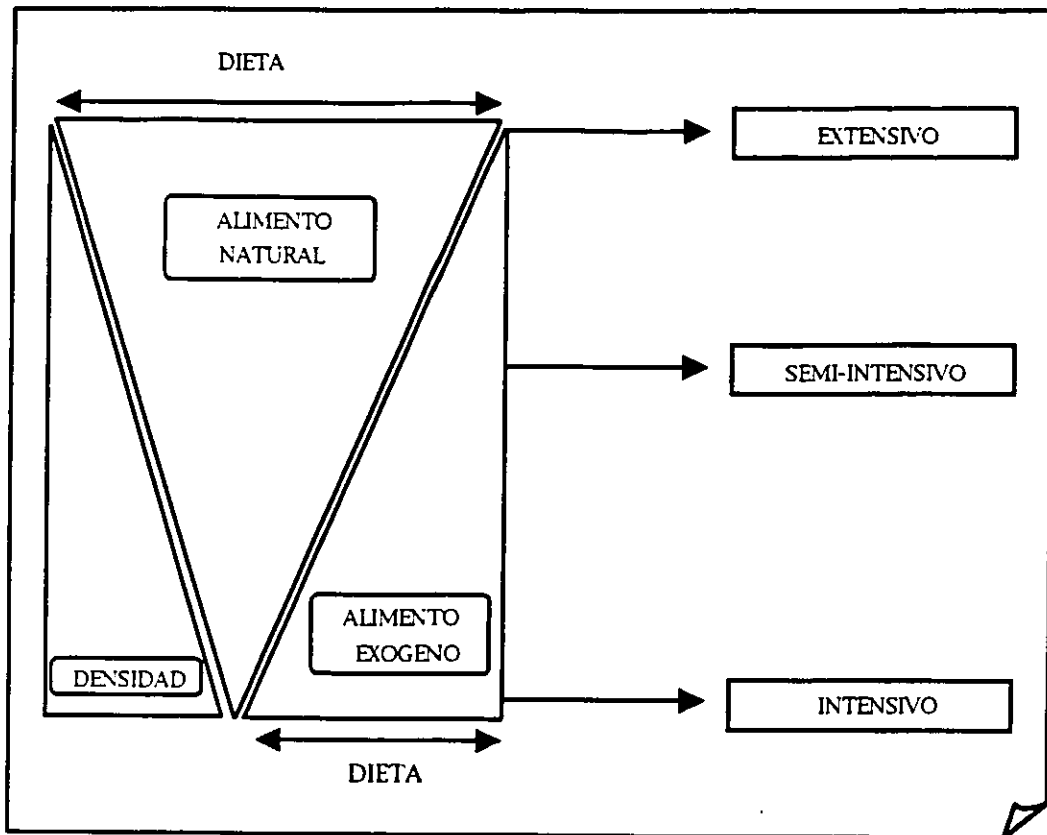 DIETA
EXTENSIVO
ALIMENTO
NATURAL
SEMI-INTENSIVO
ALIMENTO
EXOGENO
DENSIDAD
INTENSIVO
DIETA